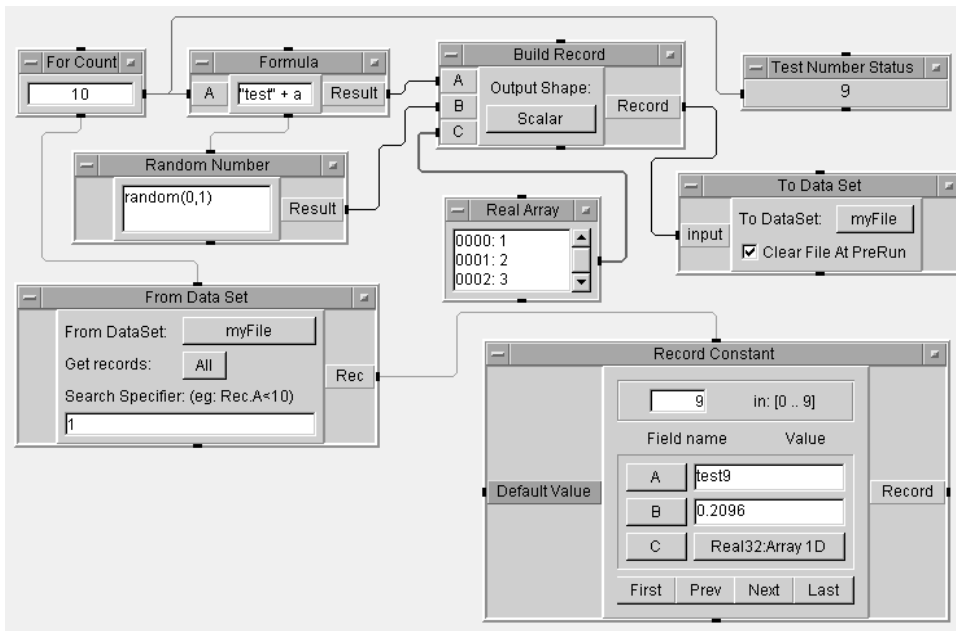 For Count
10
Formula
A
"test" + a
Result
Build Record
A
B
C
Output Shape:
Scalar
Record
Test Number Status
9
Random Number
random(0,1)
Result
Real Array
0000: 1
0001: 2
0002: 3
To Data Set
input
To DataSet: myFile
Clear File At PreRun
From Data Set
From DataSet: myFile
Get records: All
Search Specifier: (eg: Rec.A<10)
1
Rec
Record Constant
9 in: [0 .. 9]
Field name Value
A test9
B 0.2096
C Real32:Array 1D
First Prev Next Last
Default Value
Record